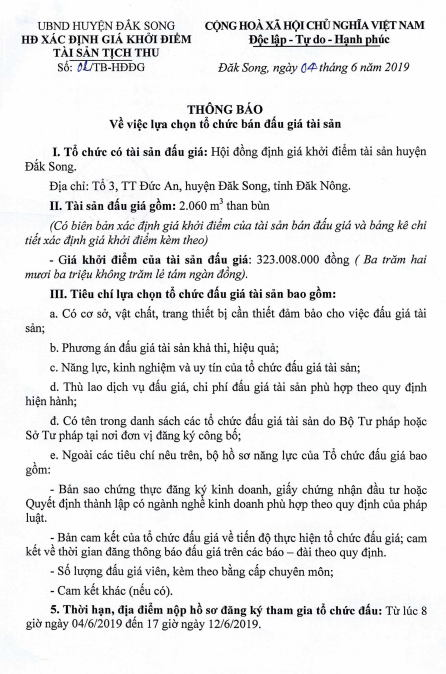 UBND HUYỆN ĐẮK SONG
HĐ XÁC ĐỊNH GIÁ KHỞI ĐIỂM
TÀI SẢN TỊCH THU
Số: 02/TB-HĐĐG
CỘNG HOÀ XÃ HỘI CHỦ NGHĨA VIỆT NAM
Độc lập - Tự do - Hạnh phúc
Đăk Song, ngày 04 tháng 6 năm 2019
THÔNG BÁO
Về việc lựa chọn tổ chức bán đấu giá tài sản
I. Tổ chức có tài sản đấu giá: Hội đồng định giá khởi điểm tài sản huyện
Đắk Song.
Địa chỉ: Tổ 3, TT Đức An, huyện Đăk Song, tỉnh Đăk Nông.
II. Tài sản đấu giá gồm: 2.060 m³ than bùn
(Có biên bản xác định giá khởi điểm của tài sản bán đấu giá và bảng kê chi
tiết xác định giá khởi điểm kèm theo)
- Giá khởi điểm của tài sản đấu giá: 323.008.000 đồng ( Ba trăm hai
mươi ba triệu không trăm lẻ tám ngàn đồng).
III. Tiêu chí lựa chọn tổ chức đấu giá tài sản bao gồm:
a. Có cơ sở, vật chất, trang thiết bị cần thiết đảm bảo cho việc đấu giá tài
sản;
b. Phương án đấu giá tài sản khả thi, hiệu quả;
c. Năng lực, kinh nghiệm và uy tín của tổ chức đấu giá tài sản;
d. Thù lao dịch vụ đấu giá, chi phí đấu giá tài sản phù hợp theo quy định
hiện hành;
đ. Có tên trong danh sách các tổ chức đấu giá tài sản do Bộ Tư pháp hoặc
Sở Tư pháp tại nơi đơn vị đăng ký công bố;
e. Ngoài các tiêu chí nêu trên, bộ hồ sơ năng lực của Tổ chức đấu giá bao
gồm:
- Bản sao chứng thực đăng ký kinh doanh, giấy chứng nhận đầu tư hoặc
Quyết định thành lập có ngành nghề kinh doanh phù hợp theo quy định của pháp
luật.
- Bản cam kết của tổ chức đấu giá về tiến độ thực hiện tổ chức đấu giá; cam
kết về thời gian đăng thông báo đấu giá trên các báo – đài theo quy định.
- Số lượng đấu giá viên, kèm theo bằng cấp chuyên môn;
- Cam kết khác (nếu có).
5. Thời hạn, địa điểm nộp hồ sơ đăng ký tham gia tổ chức đấu: Từ lúc 8
giờ ngày 04/6/2019 đến 17 giờ ngày 12/6/2019.